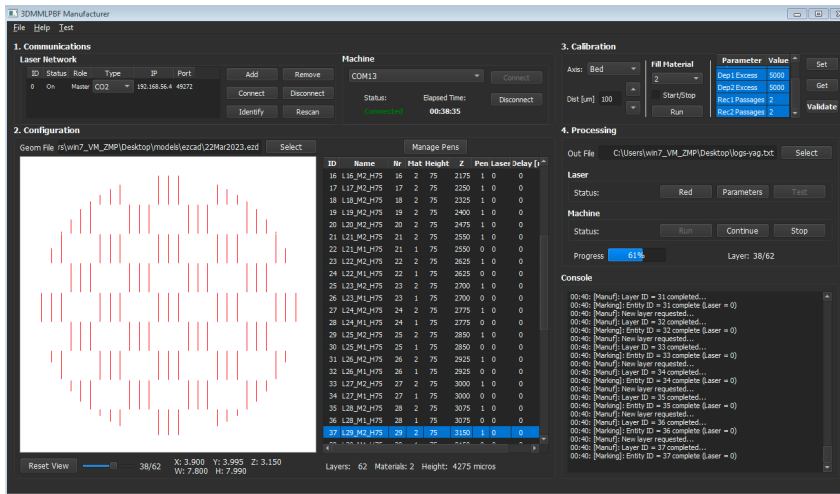 3DMMLPBF Manufacturer
File Help Test
1. Communications
Laser Network
ID Status Role Type IP Port
0 On Master CO2 192.168.56.4 49272
Add Remove
Connect Disconnect
Identify Rescan
Machine
COM13 Connect
Status: Elapsed Time:
Connected 00:38:35
Disconnect
2. Configuration
Geom File rs\win7_VM_ZMP\Desktop\models\ezcad\22Mar2023.ezd Select
Manage Pens
ID Name Nr Mat Height Z Pen Laser Delay [
16 L16_M2_H75 16 2 75 2175 1 0 0
17 L17_M2_H75 17 2 75 2250 1 0 0
18 L18_M2_H75 18 2 75 2325 1 0 0
19 L19_M2_H75 19 2 75 2400 1 0 0
20 L20_M2_H75 20 2 75 2475 1 0 0
21 L21_M2_H75 21 2 75 2550 1 0 0
22 L21_M1_H75 21 1 75 2550 0 0 0
23 L22_M2_H75 22 2 75 2625 1 0 0
24 L22_M1_H75 22 1 75 2625 0 0 0
25 L23_M2_H75 23 2 75 2700 1 0 0
26 L23_M1_H75 23 1 75 2700 0 0 0
27 L24_M2_H75 24 2 75 2775 1 0 0
28 L24_M1_H75 24 1 75 2775 0 0 0
29 L25_M2_H75 25 2 75 2850 1 0 0
30 L25_M1_H75 25 1 75 2850 0 0 0
31 L26_M2_H75 26 2 75 2925 1 0 0
32 L26_M1_H75 26 1 75 2925 0 0 0
33 L27_M2_H75 27 2 75 3000 1 0 0
34 L27_M1_H75 27 1 75 3000 0 0 0
35 L28_M2_H75 28 2 75 3075 1 0 0
36 L28_M1_H75 28 1 75 3075 0 0 0
37 L29_M2_H75 29 2 75 3150 1 0 0
Reset View 38/62 X: 3.900 Y: 3.995 Z: 3.150
W: 7.800 H: 7.990
Layers: 62 Materials: 2 Height: 4275 micros
3. Calibration
Axis: Bed
Dist [um] 100
Fill Material
2
Start/Stop
Run
Parameter Value
Dep1 Excess 5000
Dep2 Excess 5000
Rec1 Passages 2
Rec2 Passages 2
Set
Get
Validate
4. Processing
Out File C:\Users\win7_VM_ZMP\Desktop\logs-yag.txt Select
Laser
Status: Red Parameters Test
Machine
Status: Run Continue Stop
Progress 61% Layer: 38/62
Console
00:40: [Manuf]: Layer ID = 31 completed...
00:40: [Marking]: Entity ID = 31 complete (Laser = 0)
00:40: [Manuf]: New layer requested...
00:40: [Manuf]: Layer ID = 32 completed...
00:40: [Marking]: Entity ID = 32 complete (Laser = 0)
00:40: [Manuf]: New layer requested...
00:40: [Manuf]: Layer ID = 33 completed...
00:40: [Marking]: Entity ID = 33 complete (Laser = 0)
00:40: [Manuf]: New layer requested...
00:40: [Manuf]: Layer ID = 34 completed...
00:40: [Marking]: Entity ID = 34 complete (Laser = 0)
00:40: [Manuf]: New layer requested...
00:40: [Manuf]: Layer ID = 35 completed...
00:40: [Marking]: Entity ID = 35 complete (Laser = 0)
00:40: [Manuf]: New layer requested...
00:40: [Manuf]: Layer ID = 36 completed...
00:40: [Marking]: Entity ID = 36 complete (Laser = 0)
00:40: [Manuf]: New layer requested...
00:40: [Manuf]: Layer ID = 37 completed...
00:40: [Marking]: Entity ID = 37 complete (Laser = 0)